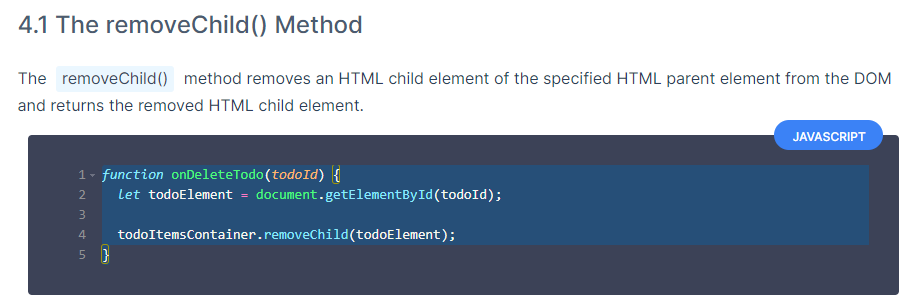 4.1 The removeChild() Method
The removeChild() method removes an HTML child element of the specified HTML parent element from the DOM
and returns the removed HTML child element.
JAVASCRIPT
1 function onDeleteTodo(todoId) {
2 let todoElement = document.getElementById(todoId);
3
4 todoItemsContainer.removeChild(todoElement);
5 }